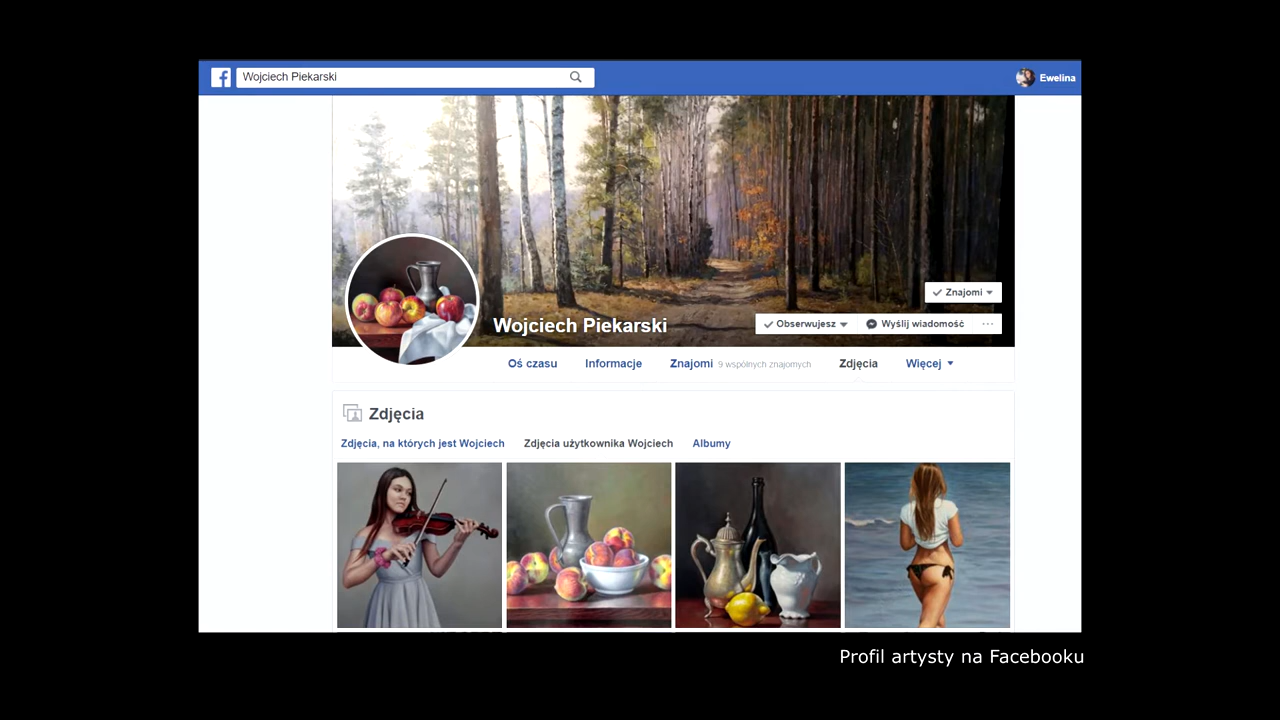 Wojciech Piekarski
Ewelina
Znajomi
Wojciech Piekarski
Obserwujesz
Wyślij wiadomość
Oś czasu
Informacje
Znajomi 9 wspólnych znajomych
Zdjęcia
Więcej
Zdjęcia
Zdjęcia, na których jest Wojciech
Zdjęcia użytkownika Wojciech
Albumy
Profil artysty na Facebooku